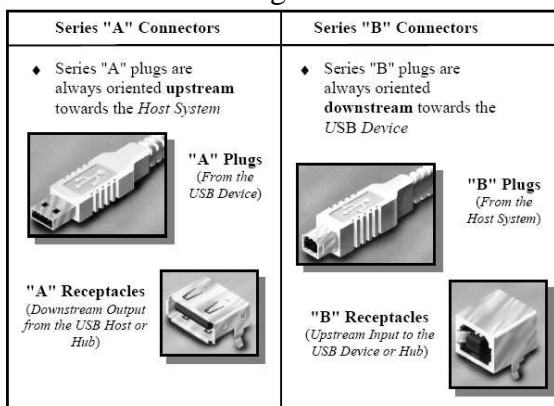 Series "A" Connectors
♦ Series "A" plugs are
always oriented upstream
towards the Host System
"A" Plugs
(From the
USB Device)
"A" Receptacles
(Downstream Output
from the USB Host or
Hub)
Series "B" Connectors
♦ Series "B" plugs are
always oriented
downstream towards the
USB Device
"B" Plugs
(From the
Host System)
"B" Receptacles
(Upstream Input to the
USB Device or Hub)